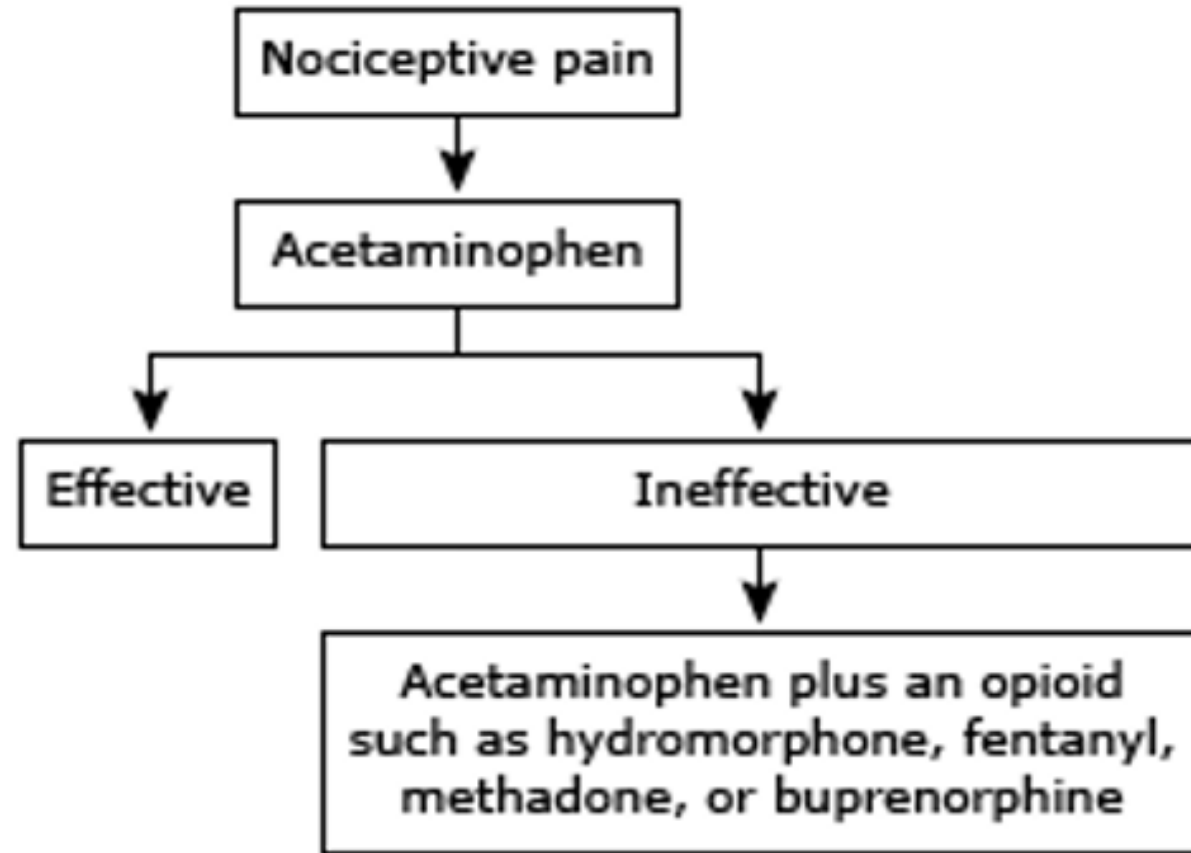 Nociceptive pain
Acetaminophen
Effective
Ineffective
Acetaminophen plus an opioid
such as hydromorphone, fentanyl,
methadone, or buprenorphine